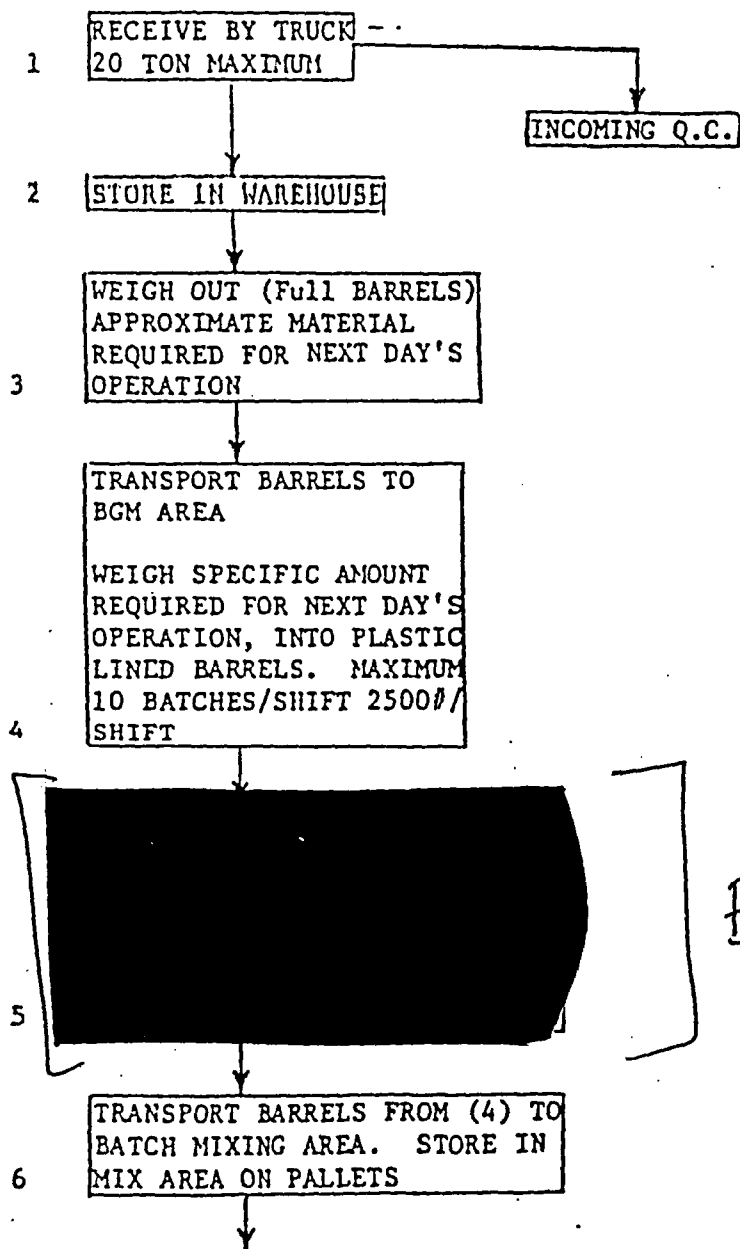 RECEIVE BY TRUCK
1 20 TON MAXIMUM
INCOMING Q.C.
2 STORE IN WAREHOUSE
WEIGH OUT (Full BARRELS)
APPROXIMATE MATERIAL
REQUIRED FOR NEXT DAY'S
3 OPERATION
TRANSPORT BARRELS TO
BGM AREA
WEIGH SPECIFIC AMOUNT
REQUIRED FOR NEXT DAY'S
OPERATION, INTO PLASTIC
LINED BARRELS. MAXIMUM
10 BATCHES/SHIFT 2500#/
4 SHIFT
5
TRANSPORT BARRELS FROM (4) TO
BATCH MIXING AREA. STORE IN
6 MIX AREA ON PALLETS